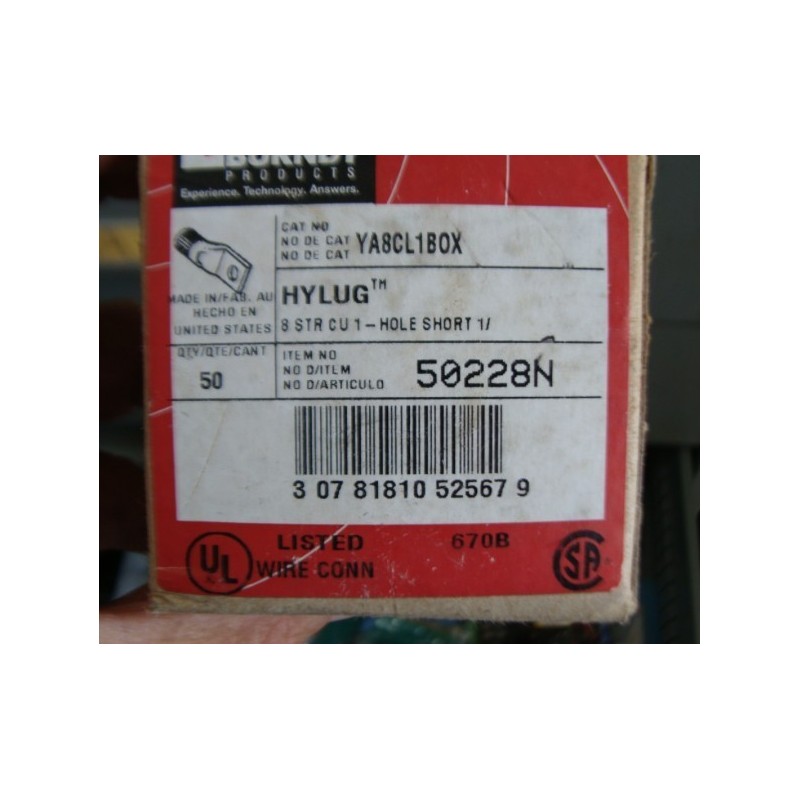 BURNDY
PRODUCTS
Experience. Technology. Answers.
CAT NO
NO DE CAT YA8CL1BOX
NO DE CAT
MADE IN/FAB. AU
HECHO EN
UNITED STATES
HYLUG™
8 STR CU 1-HOLE SHORT 1/
QTY/QTE/CANT
50
ITEM NO
NO D/ITEM 50228N
NO D/ARTICULO
3 07 81810 52567 9
UL LISTED 670B SA
WIRE CONN